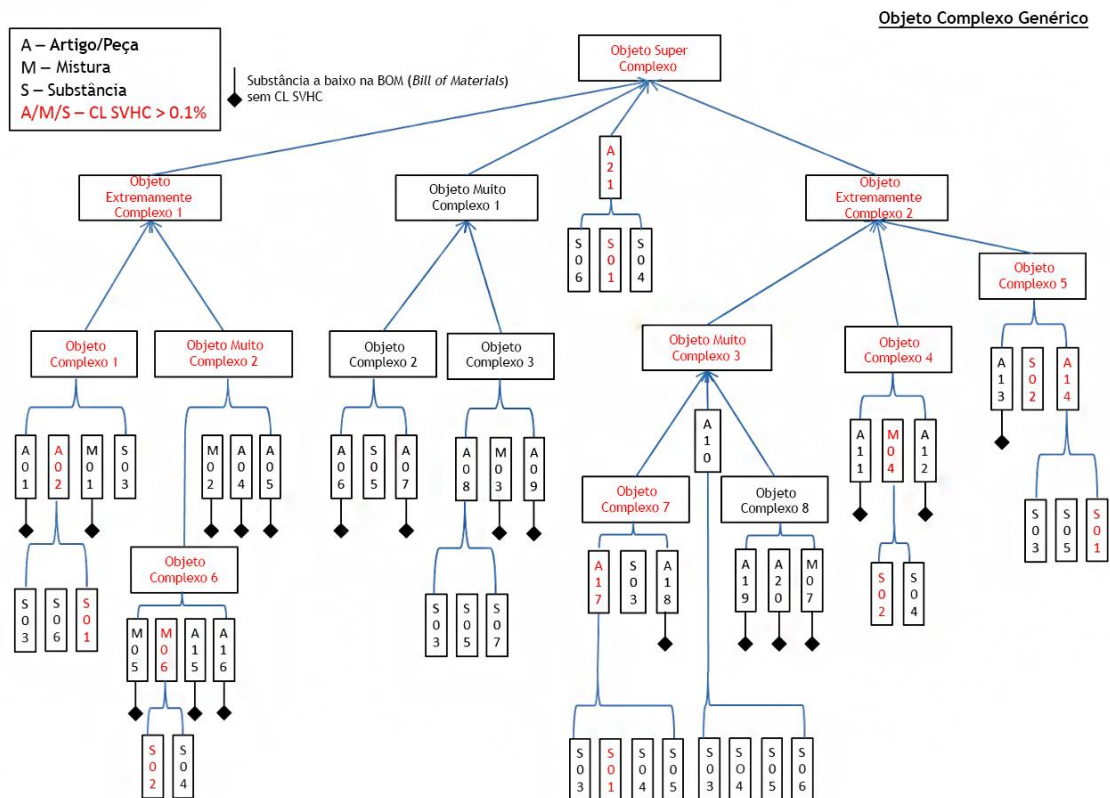 Objeto Complexo Genérico
A – Artigo/Peça
M – Mistura
S – Substância
A/M/S – CL SVHC > 0.1%
Substância a baixo na BOM (Bill of Materials)
sem CL SVHC
Objeto Super
Complexo
Objeto
Extremamente
Complexo 1
Objeto Muito
Complexo 1
A21
Objeto
Extremamente
Complexo 2
S06
S01
S04
Objeto
Complexo 5
Objeto
Complexo 1
Objeto Muito
Complexo 2
Objeto
Complexo 2
Objeto
Complexo 3
Objeto Muito
Complexo 3
Objeto
Complexo 4
A13
S02
A14
A01
A02
M01
S03
M02
A04
A05
A06
S05
A07
A08
M03
A09
A10
A11
M04
A12
Objeto
Complexo 7
Objeto
Complexo 8
S03
S05
S01
Objeto
Complexo 6
A17
S03
A18
A19
A20
M07
S02
S04
S03
S06
S01
S03
S05
S07
M05
M06
A15
A16
S02
S04
S03
S01
S04
S05
S03
S04
S05
S06